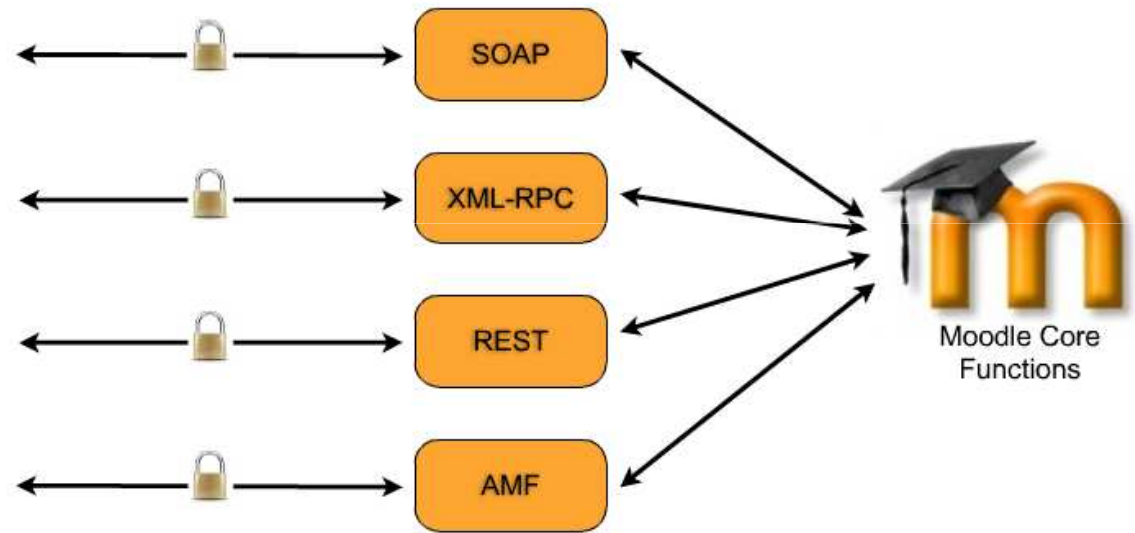 SOAP
XML-RPC
REST
AMF
Moodle Core
Functions